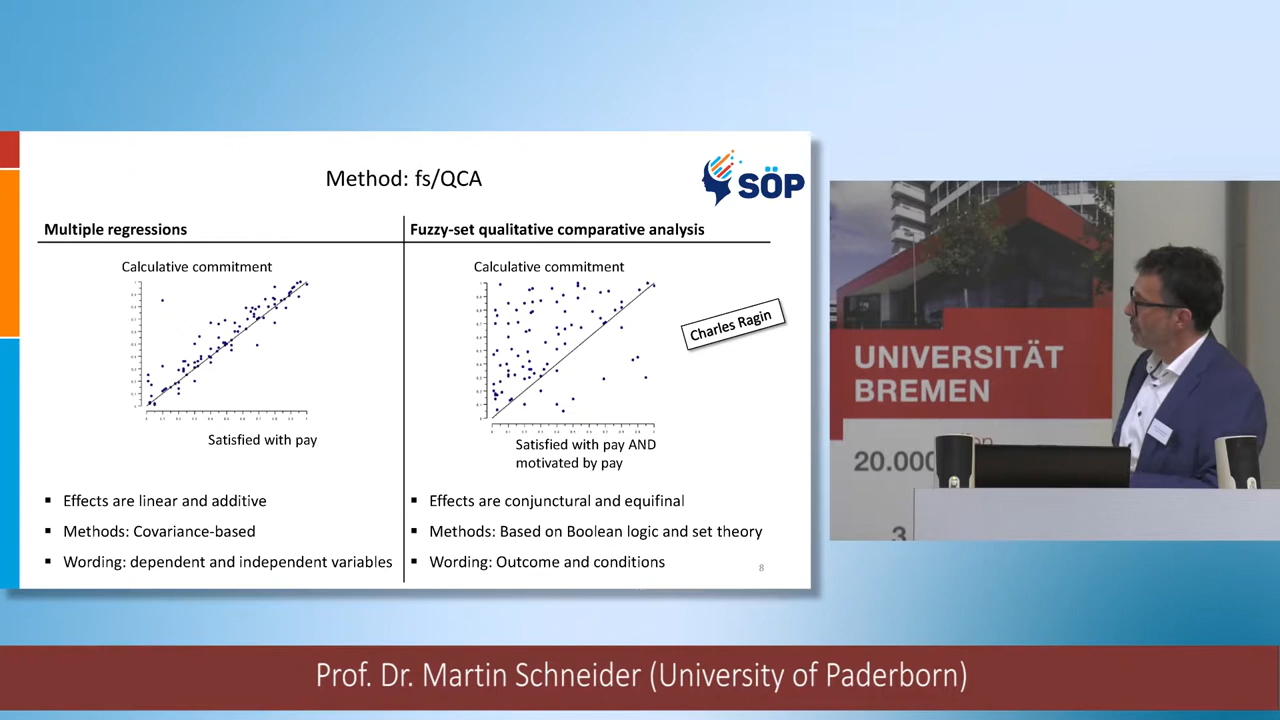 Method: fs/QCA
SÖP
Multiple regressions
Fuzzy-set qualitative comparative analysis
Calculative commitment
Calculative commitment
Charles Ragin
Satisfied with pay
Satisfied with pay AND
motivated by pay
Effects are linear and additive
Methods: Covariance-based
Wording: dependent and independent variables
Effects are conjunctural and equifinal
Methods: Based on Boolean logic and set theory
Wording: Outcome and conditions
8
UNIVERSITÄT
BREMEN
20.000
3
Prof. Dr. Martin Schneider (University of Paderborn)